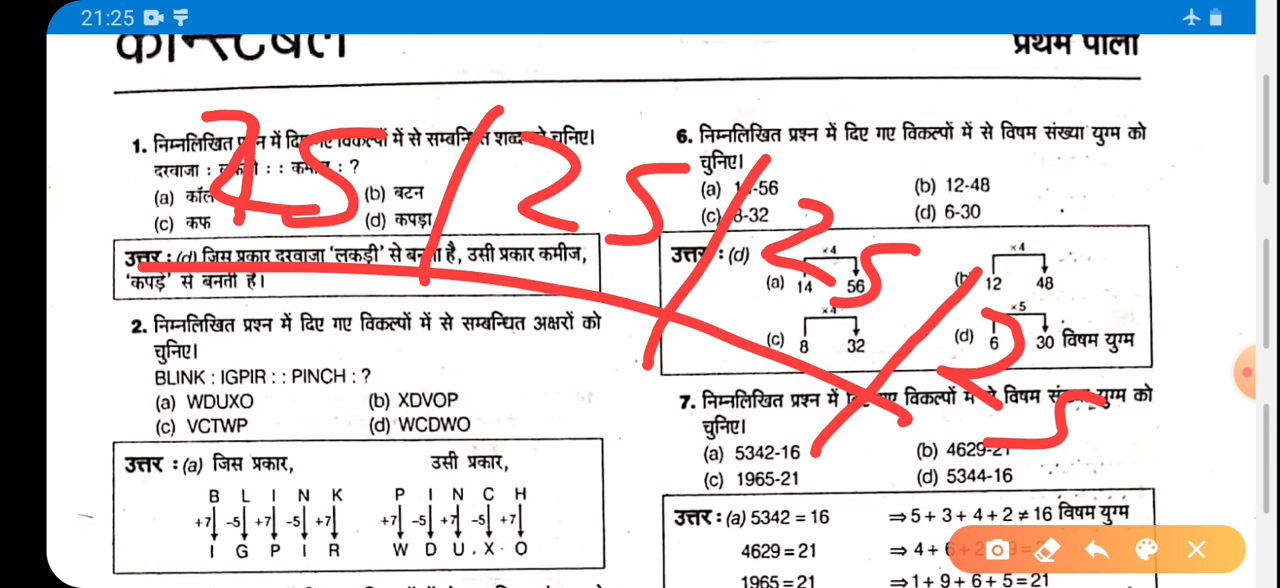 21:25
कॉन्स्टेबल
प्रथम पाली
1. निम्नलिखित प्रश्न में दिए गए विकल्पों में से सम्बन्धित शब्द को चुनिए।
दरवाजा : : : : ?
(a) (b) बटन
(c) कफ (d) कपड़ा
उत्तर : (d) जिस प्रकार दरवाजा 'लकड़ी' से बनता है, उसी प्रकार कमीज,
'कपड़े' से बनती है।
2. निम्नलिखित प्रश्न में दिए गए विकल्पों में से सम्बन्धित अक्षरों को
चुनिए।
BLINK : IGPIR : : PINCH : ?
(a) WDUXO (b) XDVOP
(c) VCTWP (d) WCDWO
उत्तर : (a) जिस प्रकार, उसी प्रकार,
B L I N K P I N C H
+7 -5 +7 -5 +7 +7 -5 +7 -5 +7
I G P I R W D U X O
6. निम्नलिखित प्रश्न में दिए गए विकल्पों में से विषम संख्या युग्म को
चुनिए।
(a) 14-56 (b) 12-48
(c) 8-32 (d) 6-30
उत्तर : (d)
×4 ×4
(a) 14 56 (b) 12 48
×4 ×5
(c) 8 32 (d) 6 30 विषम युग्म
7. निम्नलिखित प्रश्न में दिए गए विकल्पों में से विषम संख्या युग्म को
चुनिए।
(a) 5342-16 (b) 4629-21
(c) 1965-21 (d) 5344-16
उत्तर : (a) 5342 = 16 ⇒ 5 + 3 + 4 + 2 ≠ 16 विषम युग्म
4629 = 21 ⇒ 4 + 6 + 2
1965 = 21 ⇒ 1 + 9 + 6 + 5 = 21
25/25/25/25